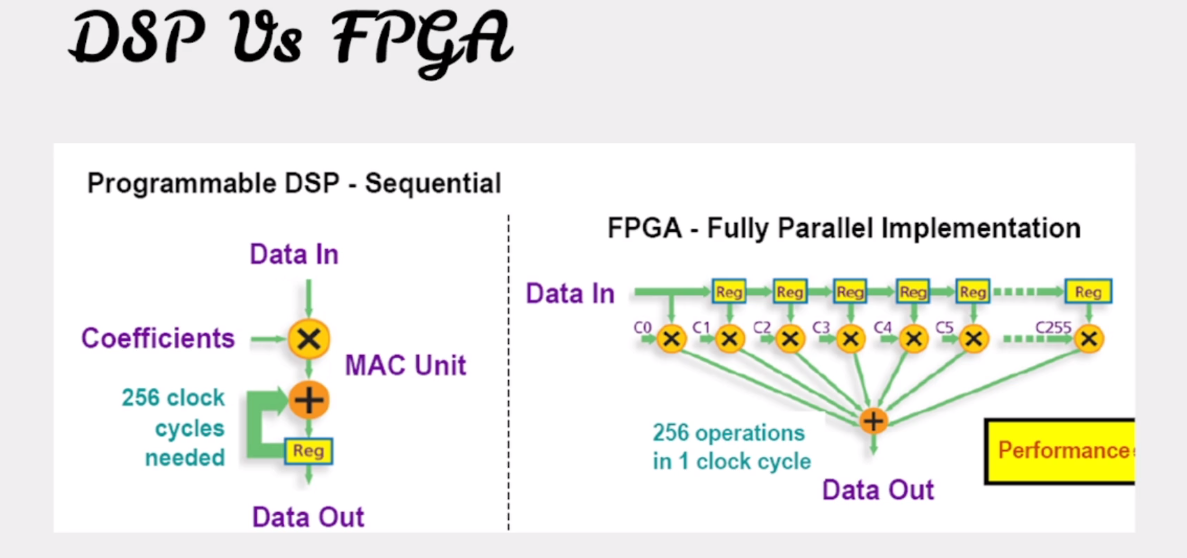 DSP Vs FPGA
Programmable DSP - Sequential
Data In
Coefficients
MAC Unit
256 clock
cycles
needed
Reg
Data Out
FPGA - Fully Parallel Implementation
Data In
Reg Reg Reg Reg Reg Reg
C0 C1 C2 C3 C4 C5 C255
256 operations
in 1 clock cycle
Data Out
Performance